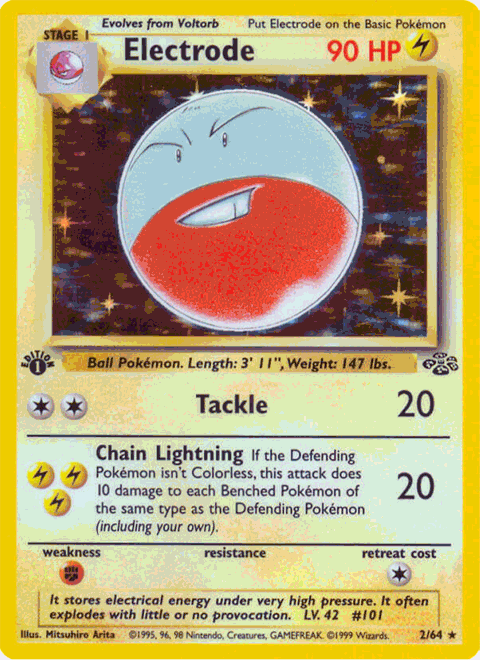 Evolves from Voltorb Put Electrode on the Basic Pokémon
STAGE 1
Electrode 90 HP
EDITION
1
Ball Pokémon. Length: 3' 11", Weight: 147 lbs.
Tackle 20
Chain Lightning If the Defending
Pokémon isn't Colorless, this attack does
10 damage to each Benched Pokémon of
the same type as the Defending Pokémon
(including your own).
20
weakness resistance retreat cost
It stores electrical energy under very high pressure. It often
explodes with little or no provocation. LV. 42 #101
Illus. Mitsuhiro Arita ©1995, 96, 98 Nintendo, Creatures, GAMEFREAK. ©1999 Wizards. 2/64 ★